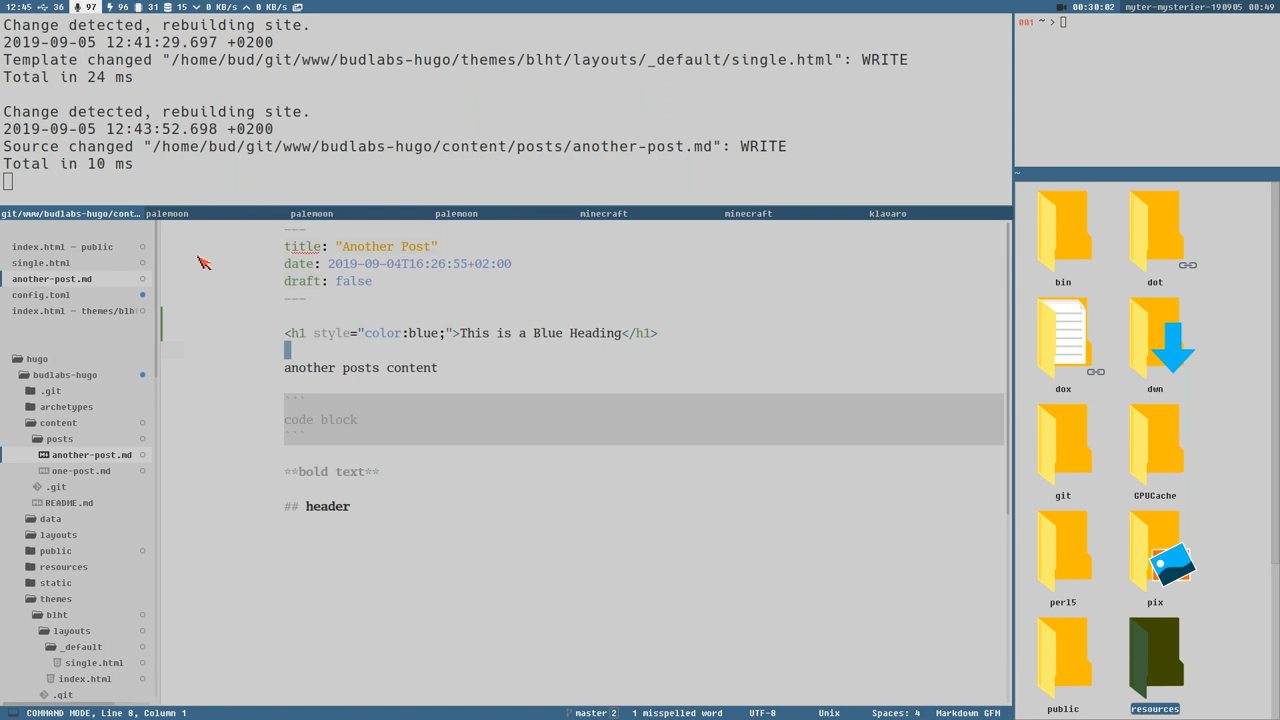 12:45 36 97 96 31 15 0 KB/s 0 KB/s
00:30:02 myter-mysterier-190905 00:49
Change detected, rebuilding site.
2019-09-05 12:41:29.697 +0200
Template changed "/home/bud/git/www/budlabs-hugo/themes/blht/layouts/_default/single.html": WRITE
Total in 24 ms
Change detected, rebuilding site.
2019-09-05 12:43:52.698 +0200
Source changed "/home/bud/git/www/budlabs-hugo/content/posts/another-post.md": WRITE
Total in 10 ms
001 ~ >
~
git/www/budlabs-hugo/cont... palemoon palemoon palemoon minecraft minecraft klavaro
index.html — public
single.html
another-post.md
config.toml
index.html — themes/blh
hugo
budlabs-hugo
.git
archetypes
content
posts
another-post.md
one-post.md
.git
README.md
data
layouts
public
resources
static
themes
blht
layouts
_default
single.html
index.html
.git
---
title: "Another Post"
date: 2019-09-04T16:26:55+02:00
draft: false
---
<h1 style="color:blue;">This is a Blue Heading</h1>
another posts content
```
code block
```
**bold text**
## header
bin dot
dox dwn
git GPUCache
perl5 pix
public resources
COMMAND MODE, Line 8, Column 1 master 2 1 misspelled word UTF-8 Unix Spaces: 4 Markdown GFM